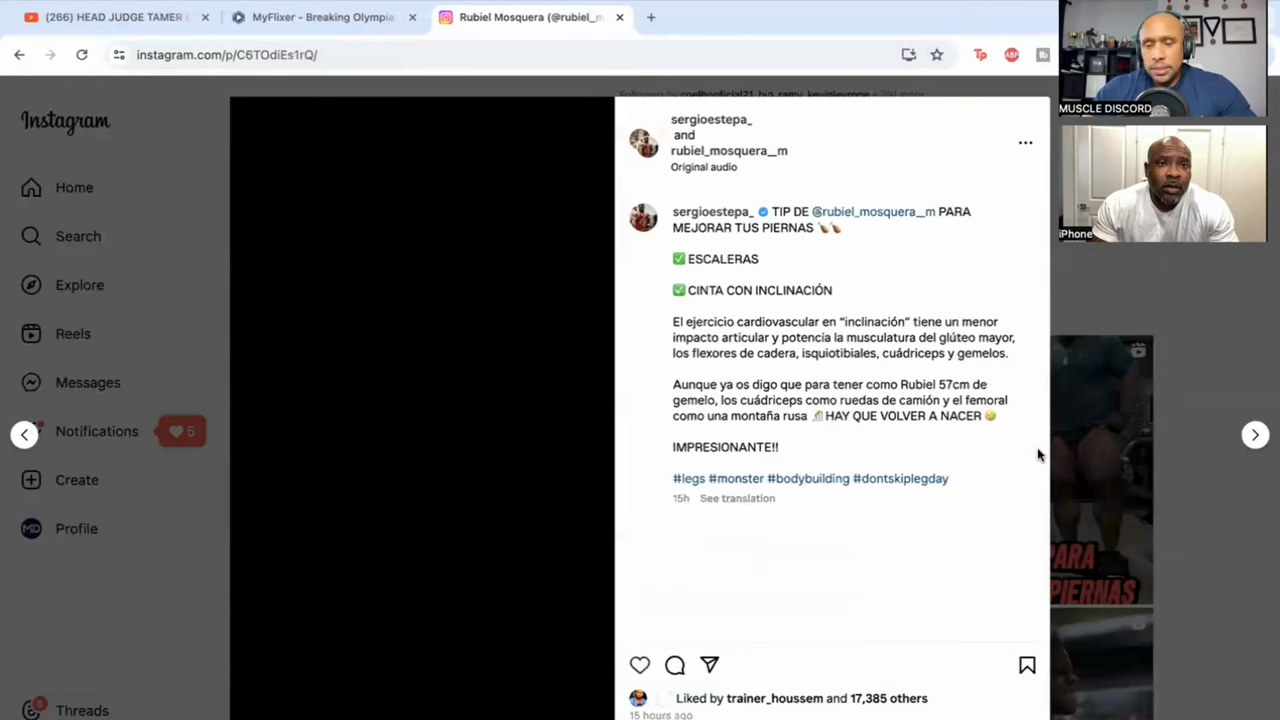 (266) HEAD JUDGE TAMER
MyFlixer - Breaking Olympia
Rubiel Mosquera (@rubiel_m
instagram.com/p/C6TOdiEs1rQ/
Tp
ABP
MUSCLE DISCORD
iPhone
Instagram
Home
Search
Explore
Reels
Messages
Notifications
5
Create
Profile
Threads
sergioestepa_
and
rubiel_mosquera__m
Original audio
sergioestepa_ TIP DE @rubiel_mosquera__m PARA
MEJORAR TUS PIERNAS 🍗🍗
✅ ESCALERAS
✅ CINTA CON INCLINACIÓN
El ejercicio cardiovascular en “inclinación” tiene un menor
impacto articular y potencia la musculatura del glúteo mayor,
los flexores de cadera, isquiotibiales, cuádriceps y gemelos.
Aunque ya os digo que para tener como Rubiel 57cm de
gemelo, los cuádriceps como ruedas de camión y el femoral
como una montaña rusa 🎢HAY QUE VOLVER A NACER 🤣
IMPRESIONANTE!!
#legs #monster #bodybuilding #dontskiplegday
15h See translation
PARA
PIERNAS
Liked by trainer_houssem and 17,385 others
15 hours ago